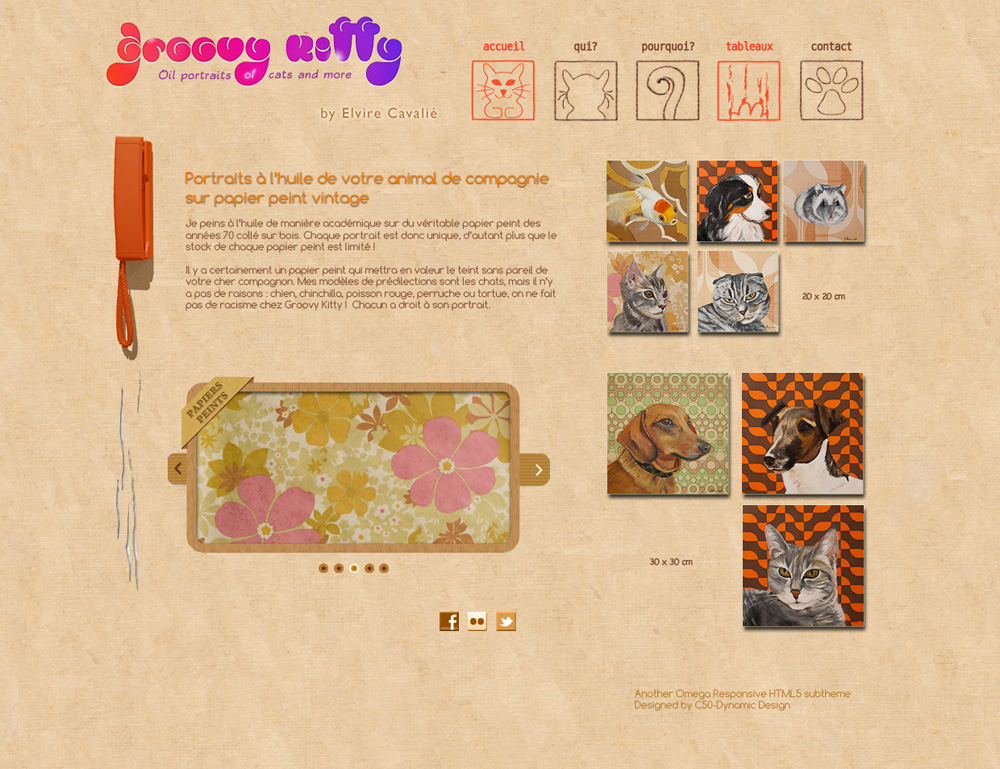 groovy kitty
Oil portraits of cats and more
by Elvire Cavalié
accueil
qui?
pourquoi?
tableaux
contact
Portraits à l'huile de votre animal de compagnie
sur papier peint vintage
Je peins à l'huile de manière académique sur du véritable papier peint des
années 70 collé sur bois. Chaque portrait est donc unique, d'autant plus que le
stock de chaque papier peint est limité !
Il y a certainement un papier peint qui mettra en valeur le teint sans pareil de
votre cher compagnon. Mes modèles de prédilections sont les chats, mais il n'y
a pas de raisons : chien, chinchilla, poisson rouge, perruche ou tortue, on ne fait
pas de racisme chez Groovy Kitty ! Chacun a droit à son portrait.
20 x 20 cm
PAPIERS
PEINTS
30 x 30 cm
Another Omega Responsive HTML5 subtheme
Designed by C50-Dynamic Design